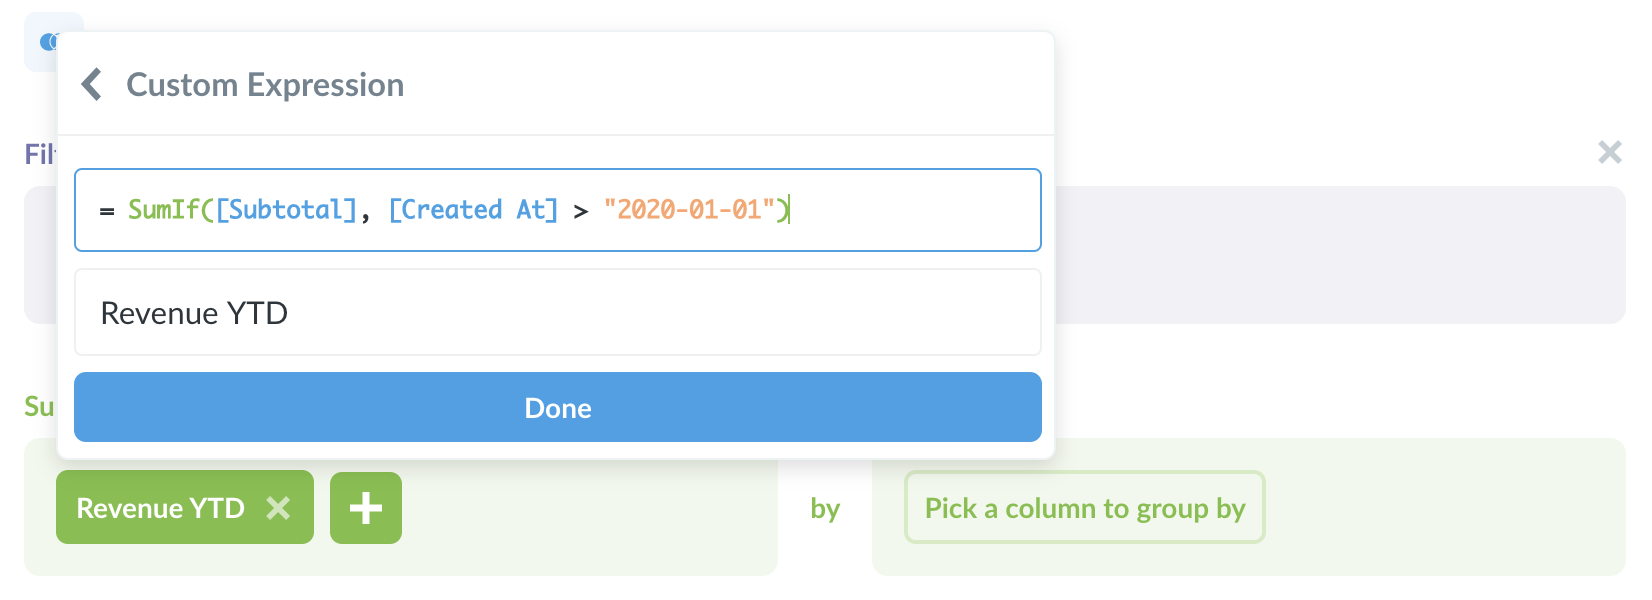 Custom Expression
Fil
= SumIf([Subtotal], [Created At] > "2020-01-01")
Revenue YTD
Done
Su
Revenue YTD
by
Pick a column to group by